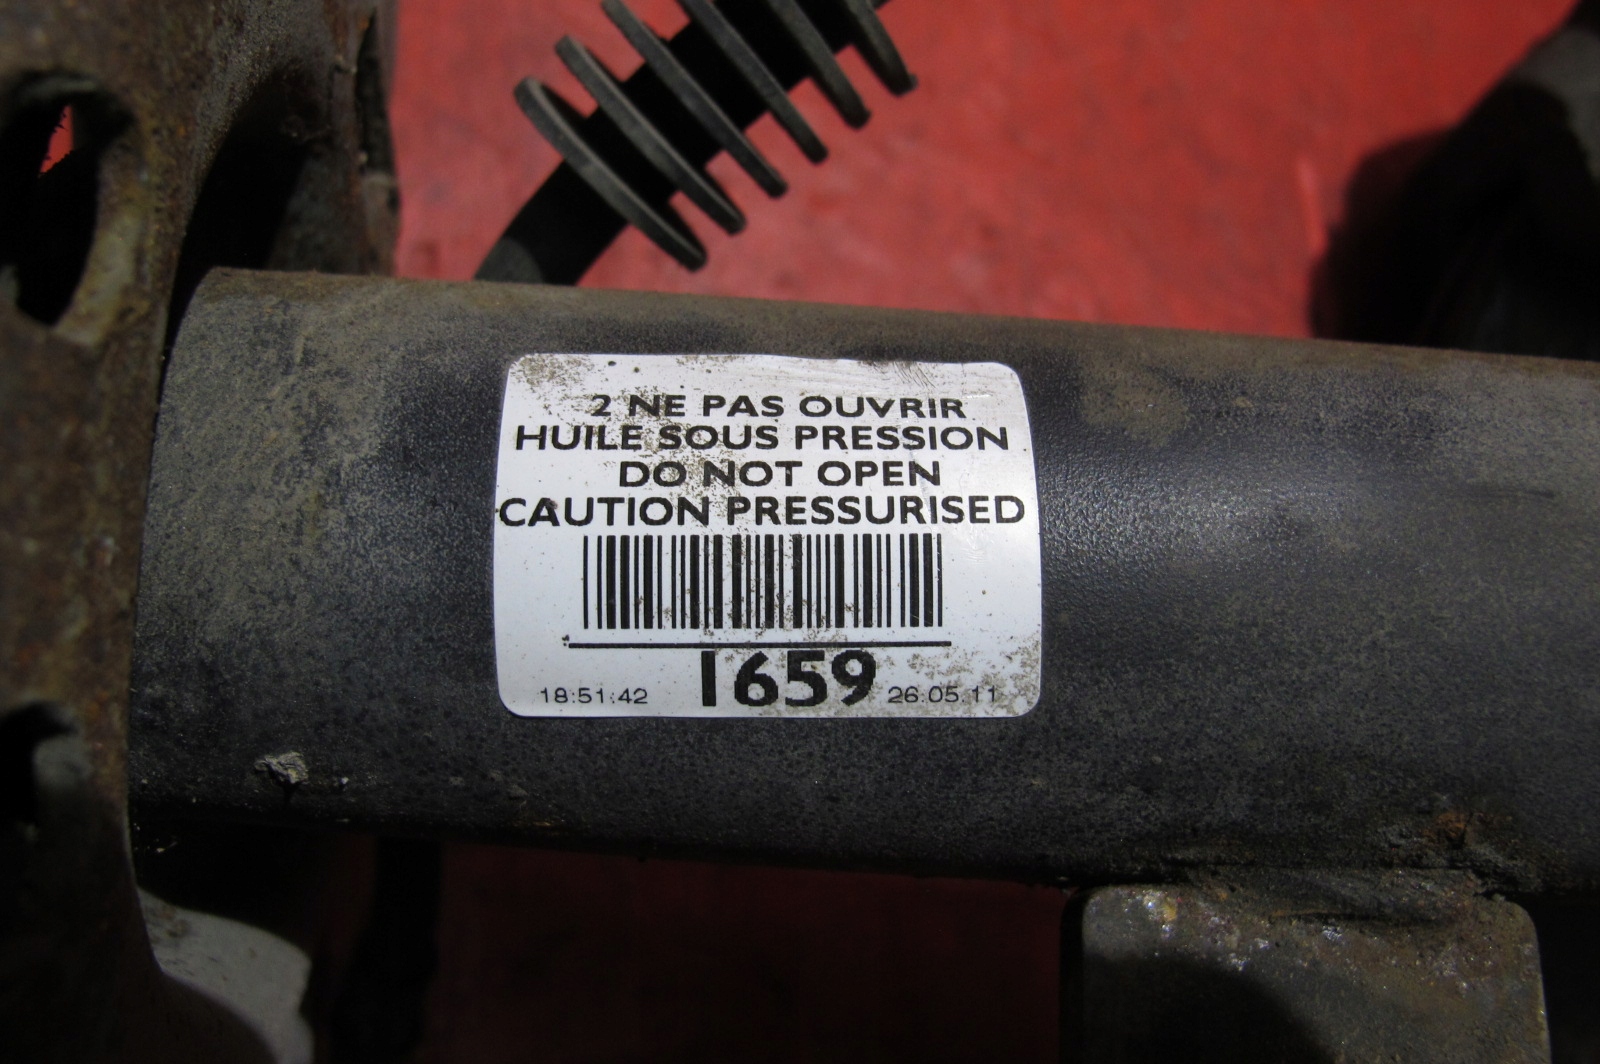 2 NE PAS OUVRIR
HUILE SOUS PRESSION
DO NOT OPEN
CAUTION PRESSURISED
18:51:42 1659 26.05.11